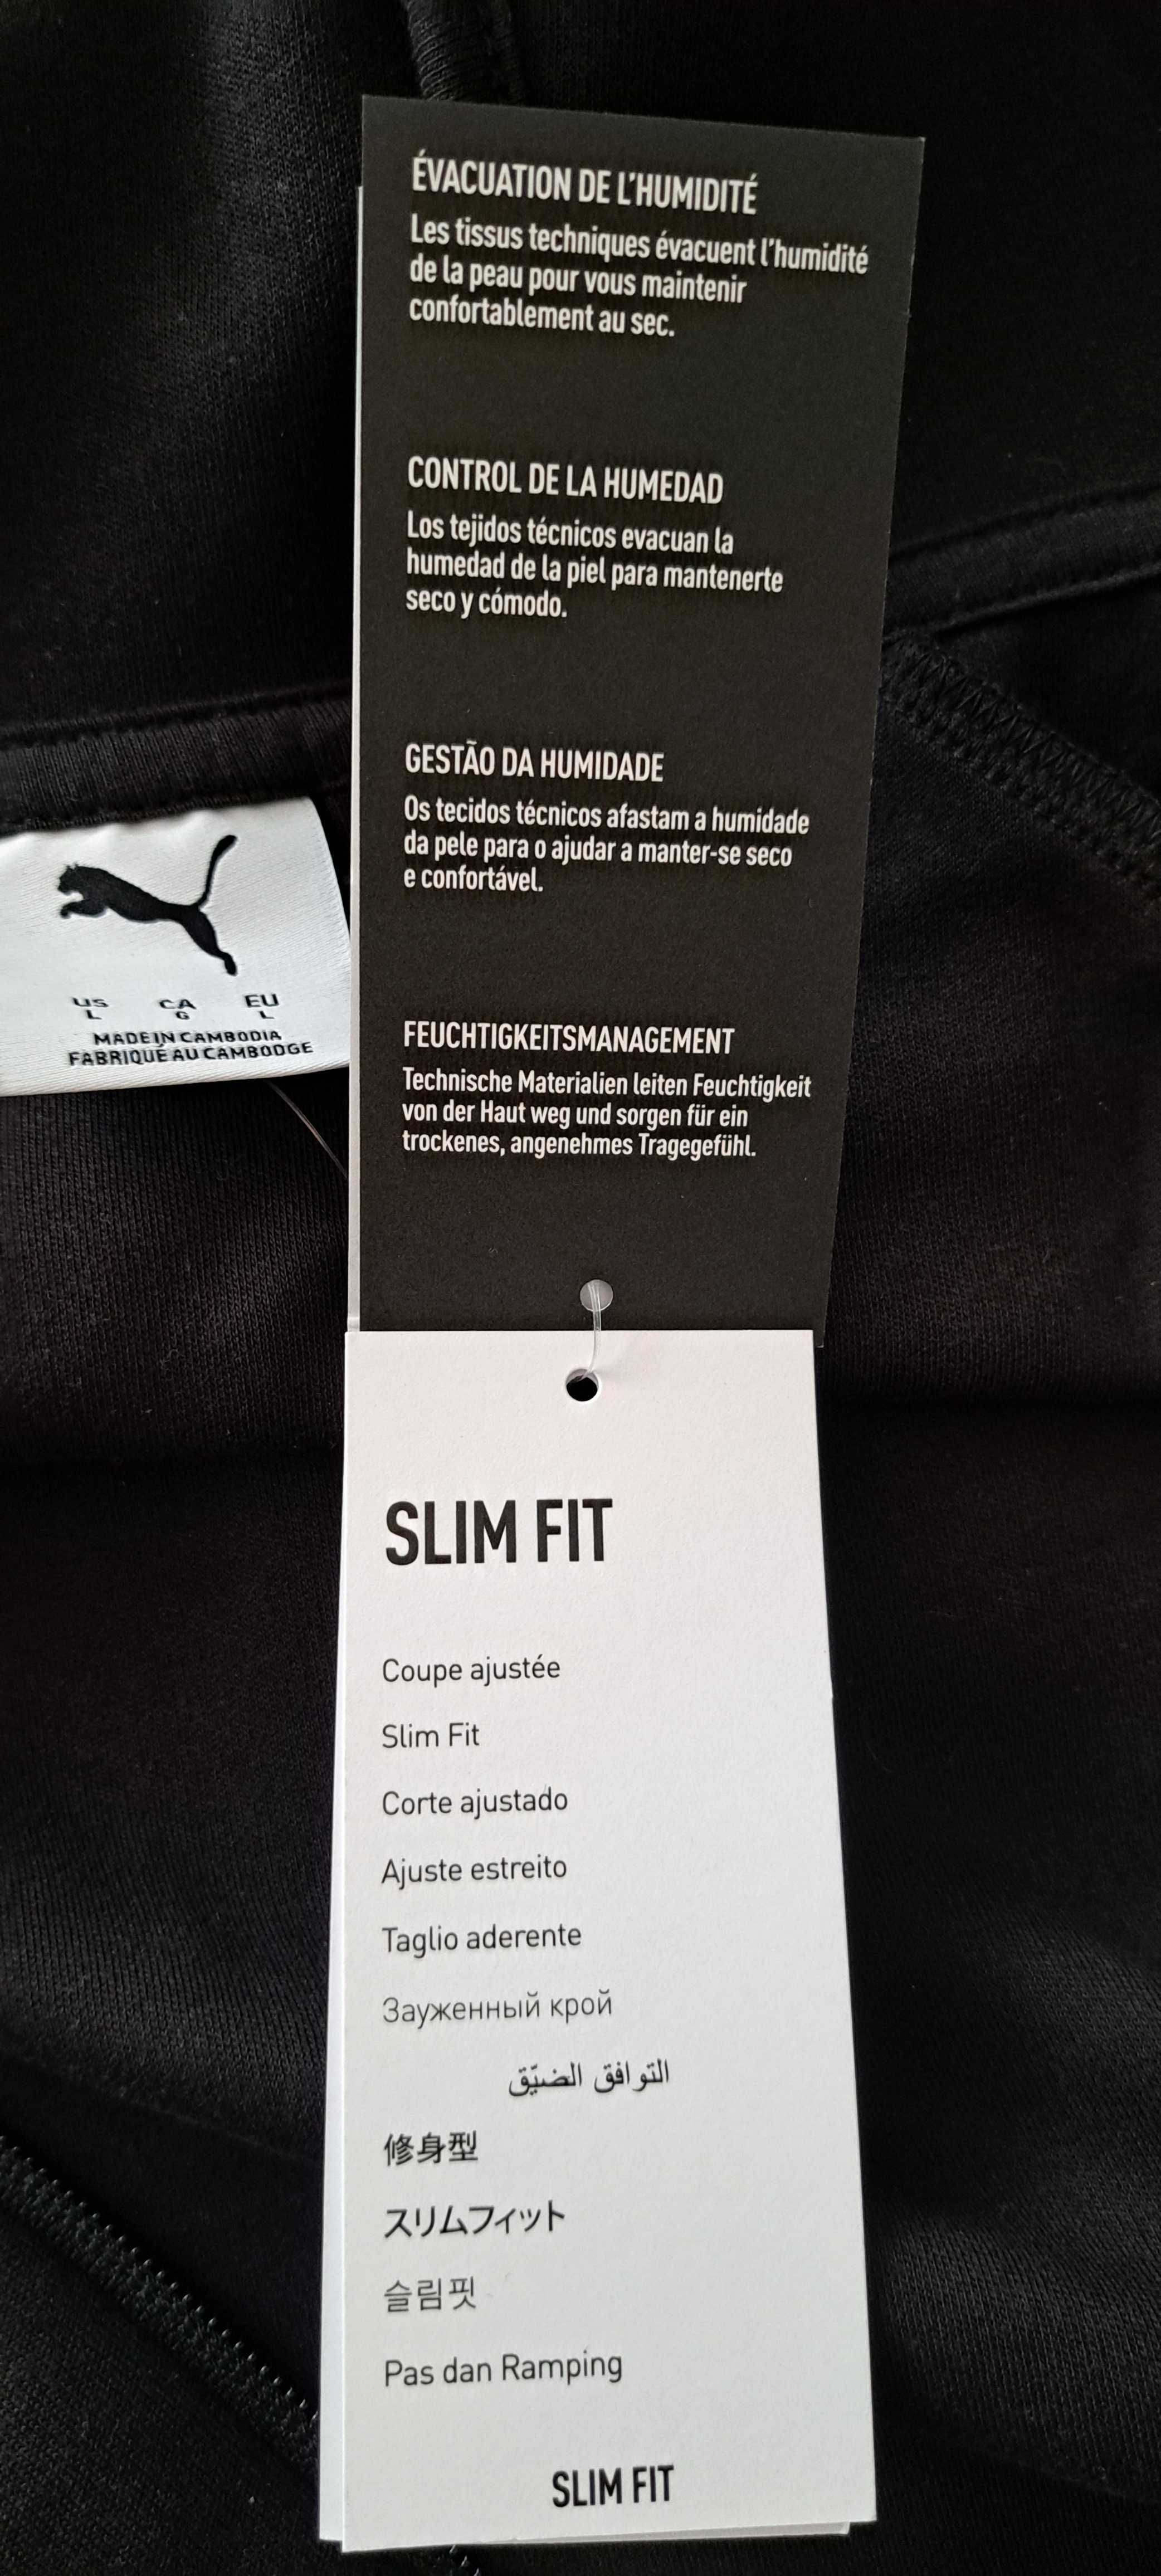 ÉVACUATION DE L'HUMIDITÉ
Les tissus techniques évacuent l'humidité
de la peau pour vous maintenir
confortablement au sec.
CONTROL DE LA HUMEDAD
Los tejidos técnicos evacuan la
humedad de la piel para mantenerte
seco y cómodo.
GESTÃO DA HUMIDADE
Os tecidos técnicos afastam a humidade
da pele para o ajudar a manter-se seco
e confortável.
US CA EU
L G L
MADE IN CAMBODIA
FABRIQUÉ AU CAMBODGE
FEUCHTIGKEITSMANAGEMENT
Technische Materialien leiten Feuchtigkeit
von der Haut weg und sorgen für ein
trockenes, angenehmes Tragegefühl.
SLIM FIT
Coupe ajustée
Slim Fit
Corte ajustado
Ajuste estreito
Taglio aderente
Зауженный крой
التوافق الضيّق
修身型
スリムフィット
슬림핏
Pas dan Ramping
SLIM FIT